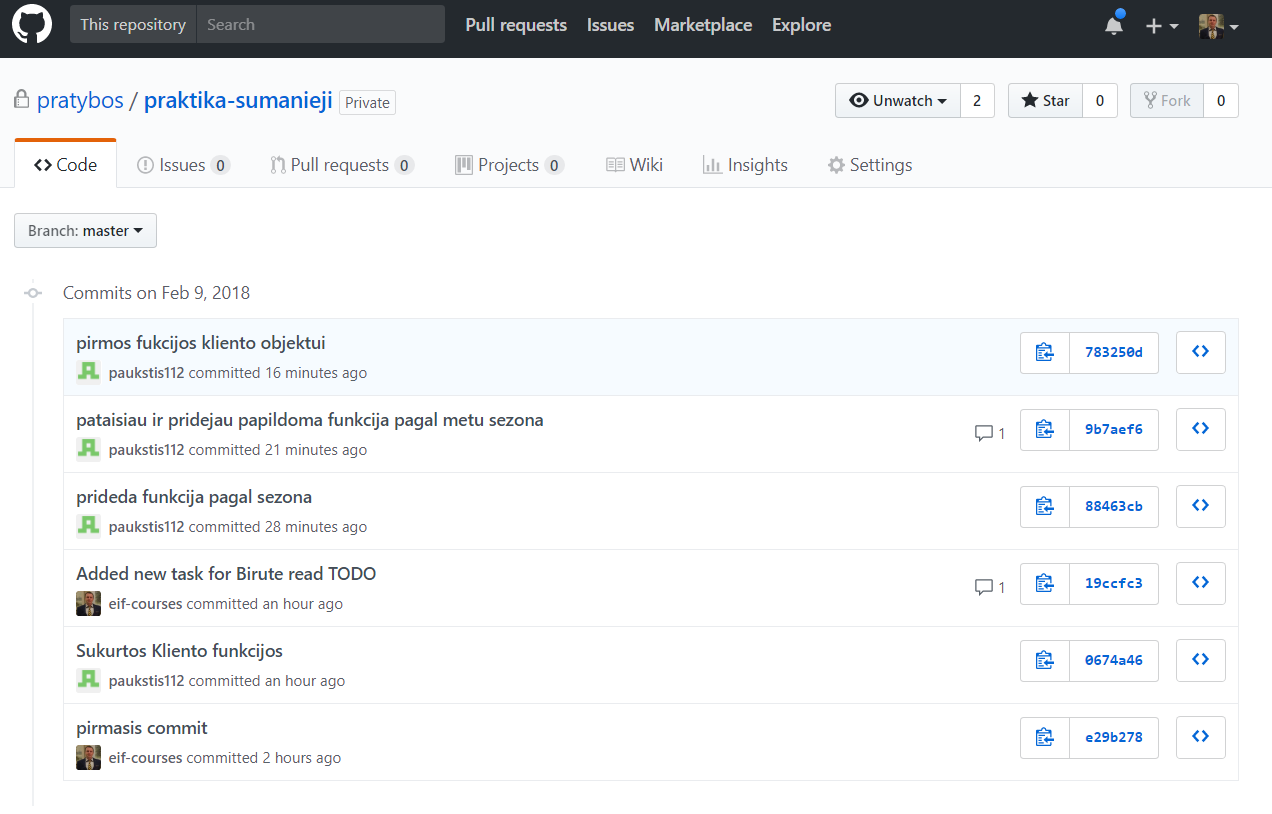 This repository Search Pull requests Issues Marketplace Explore
pratybos / praktika-sumanieji Private Unwatch 2 Star 0 Fork 0
Code Issues 0 Pull requests 0 Projects 0 Wiki Insights Settings
Branch: master
Commits on Feb 9, 2018
pirmos fukcijos kliento objektui
paukstis112 committed 16 minutes ago
783250d
pataisiau ir pridejau papildoma funkcija pagal metu sezona
paukstis112 committed 21 minutes ago
1 9b7aef6
prideda funkcija pagal sezona
paukstis112 committed 28 minutes ago
88463cb
Added new task for Birute read TODO
eif-courses committed an hour ago
1 19ccfc3
Sukurtos Kliento funkcijos
paukstis112 committed an hour ago
0674a46
pirmasis commit
eif-courses committed 2 hours ago
e29b278